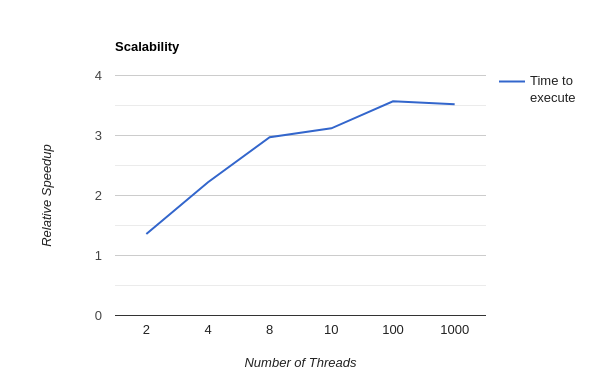 Scalability
4
3
2
1
0
Relative Speedup
2 4 8 10 100 1000
Number of Threads
Time to
execute